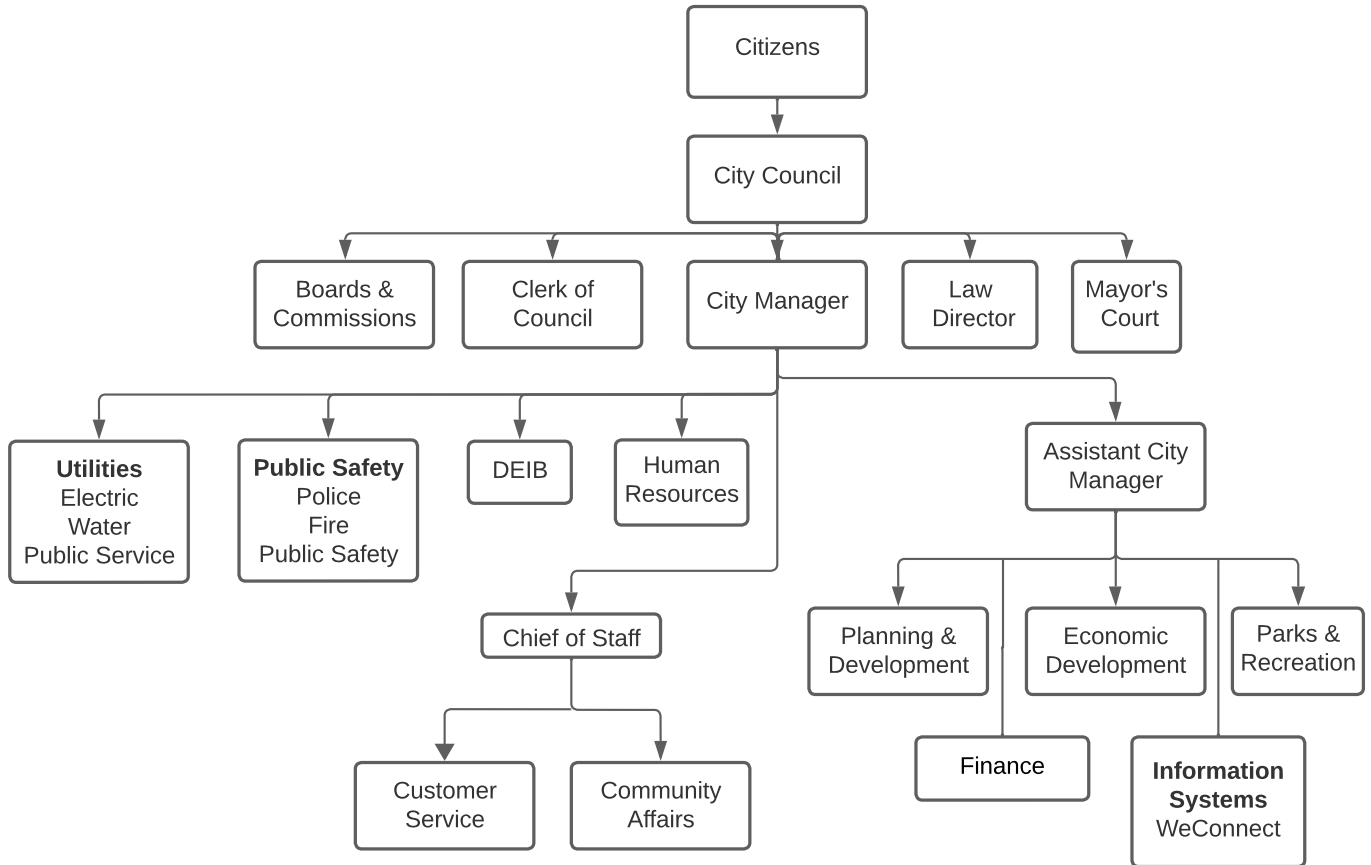 Citizens
City Council
Boards &
Commissions
Clerk of
Council
City Manager
Law
Director
Mayor's
Court
Utilities
Electric
Water
Public Service
Public Safety
Police
Fire
Public Safety
DEIB
Human
Resources
Assistant City
Manager
Chief of Staff
Planning &
Development
Economic
Development
Parks &
Recreation
Customer
Service
Community
Affairs
Finance
Information
Systems
WeConnect